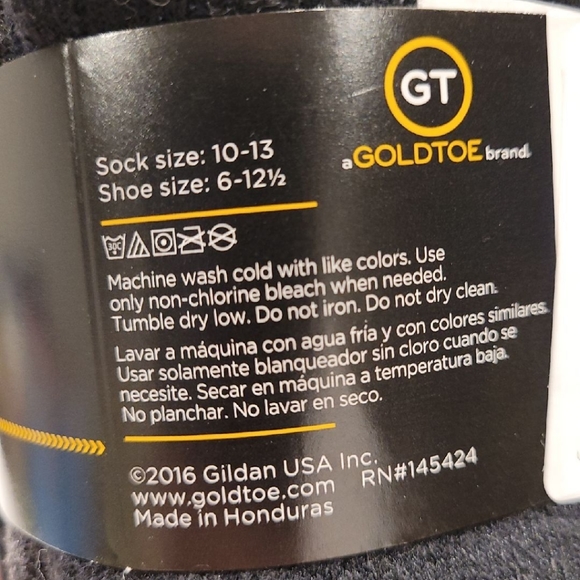 GT
a GOLDTOE brand.
Sock size: 10-13
Shoe size: 6-12½
30C
Machine wash cold with like colors. Use
only non-chlorine bleach when needed.
Tumble dry low. Do not iron. Do not dry clean.
Lavar a máquina con agua fría y con colores similares.
Usar solamente blanqueador sin cloro cuando se
necesite. Secar en máquina a temperatura baja.
No planchar. No lavar en seco.
©2016 Gildan USA Inc.
www.goldtoe.com RN#145424
Made in Honduras